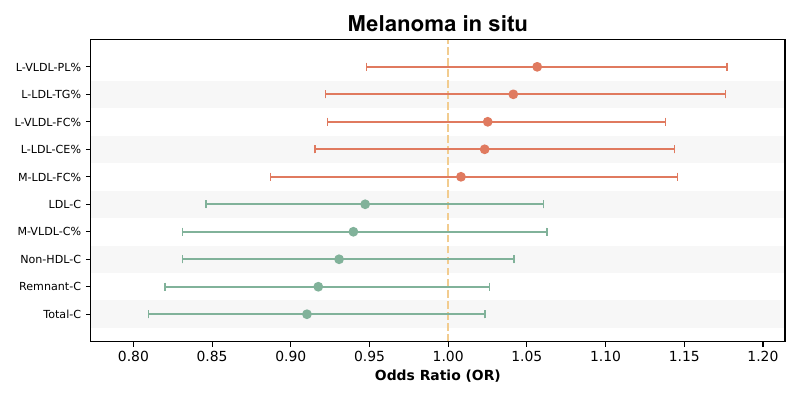 Melanoma in situ
L-VLDL-PL%
L-LDL-TG%
L-VLDL-FC%
L-LDL-CE%
M-LDL-FC%
LDL-C
M-VLDL-C%
Non-HDL-C
Remnant-C
Total-C
0.80 0.85 0.90 0.95 1.00 1.05 1.10 1.15 1.20
Odds Ratio (OR)